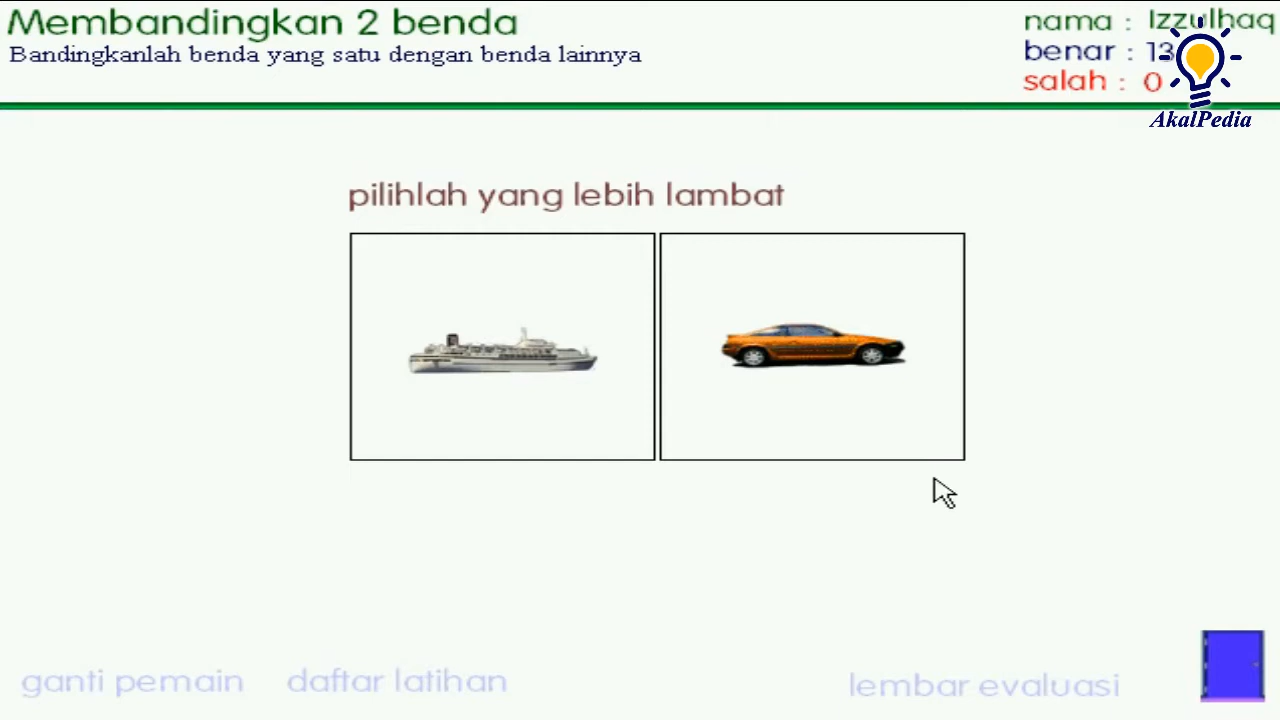 Membandingkan 2 benda
Bandingkanlah benda yang satu dengan benda lainnya
nama : Izzulhaq
benar : 13
salah : 0
AkalPedia
pilihlah yang lebih lambat
ganti pemain
daftar latihan
lembar evaluasi